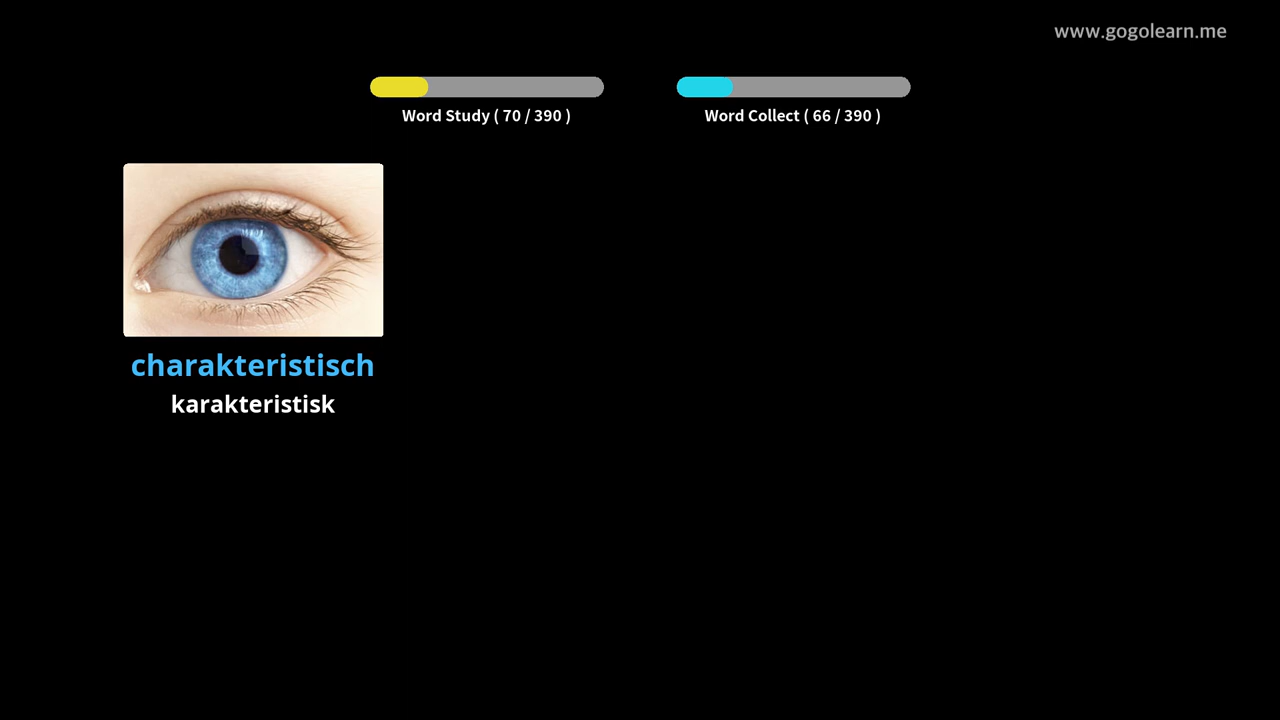 www.gogolearn.me
Word Study ( 70 / 390 )
Word Collect ( 66 / 390 )
charakteristisch
karakteristisk